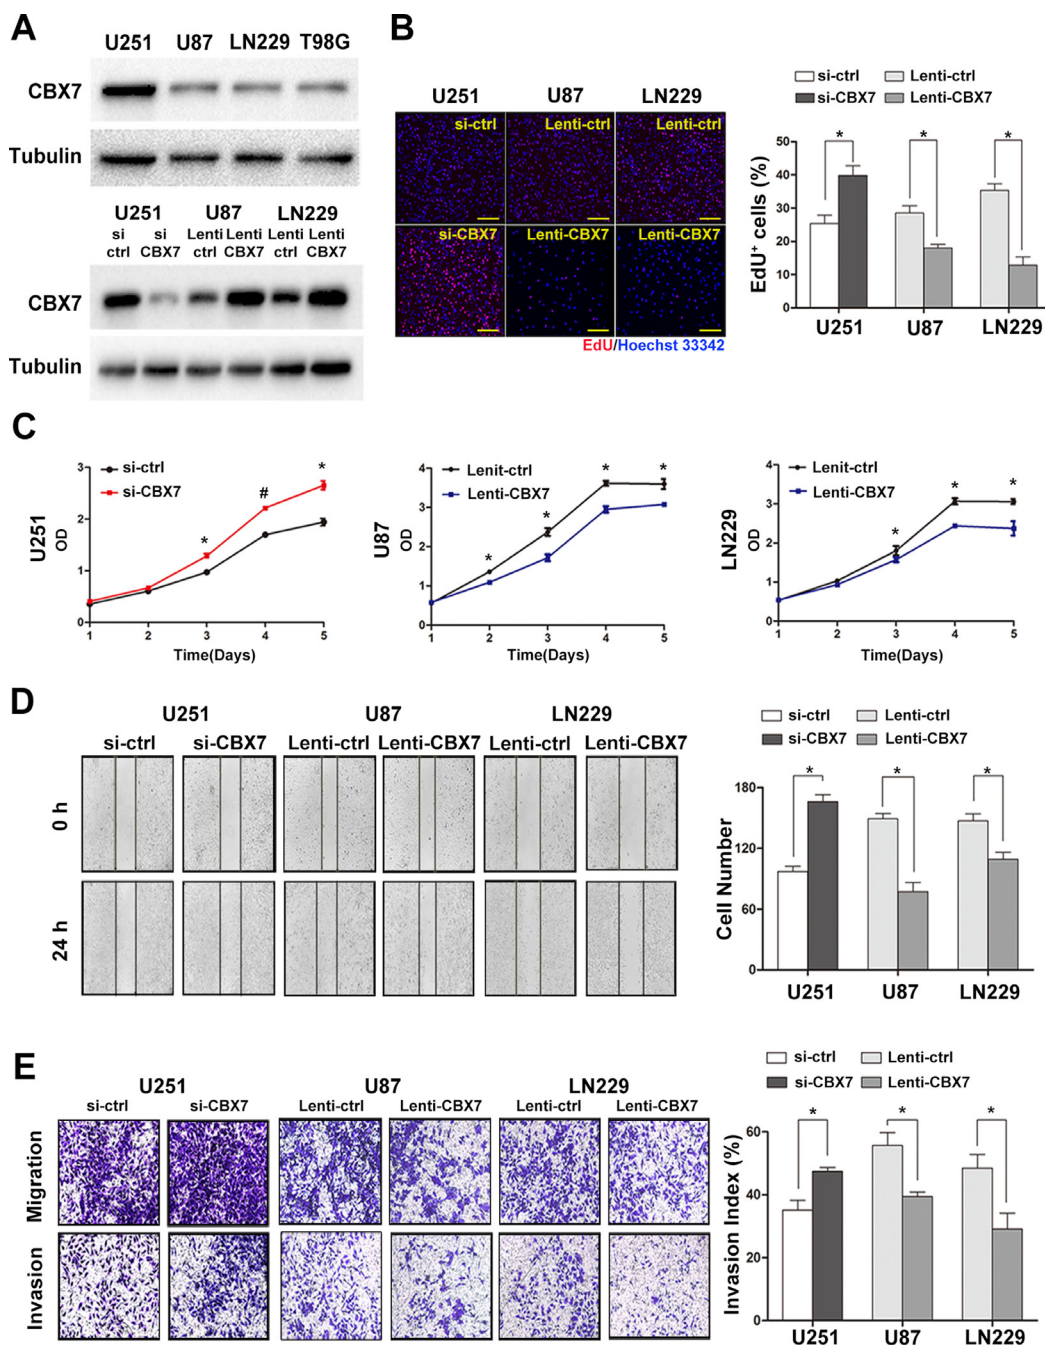 A
U251 U87 LN229 T98G
CBX7
Tubulin
U251 U87 LN229
si si Lenti Lenti Lenti Lenti
ctrl CBX7 ctrl CBX7 ctrl CBX7
CBX7
Tubulin
B
U251 U87 LN229
si-ctrl Lenti-ctrl Lenti-ctrl
si-CBX7 Lenti-CBX7 Lenti-CBX7
EdU/Hoechst 33342
si-ctrl Lenti-ctrl
si-CBX7 Lenti-CBX7
EdU+ cells (%)
50
40
30
20
10
0
* * *
U251 U87 LN229
C
U251
OD
si-ctrl
si-CBX7
3
2
1
0
* # *
1 2 3 4 5
Time(Days)
U87
OD
Lenit-ctrl
Lenti-CBX7
4
3
2
1
0
* * * *
1 2 3 4 5
Time(Days)
LN229
OD
Lenit-ctrl
Lenti-CBX7
4
3
2
1
0
* * *
1 2 3 4 5
Time(Days)
D
U251 U87 LN229
si-ctrl si-CBX7 Lenti-ctrl Lenti-CBX7 Lenti-ctrl Lenti-CBX7
0 h
24 h
si-ctrl Lenti-ctrl
si-CBX7 Lenti-CBX7
Cell Number
180
120
60
0
* * *
U251 U87 LN229
E
U251 U87 LN229
si-ctrl si-CBX7 Lenti-ctrl Lenti-CBX7 Lenti-ctrl Lenti-CBX7
Migration
Invasion
si-ctrl Lenti-ctrl
si-CBX7 Lenti-CBX7
Invasion Index (%)
60
40
20
0
* * *
U251 U87 LN229